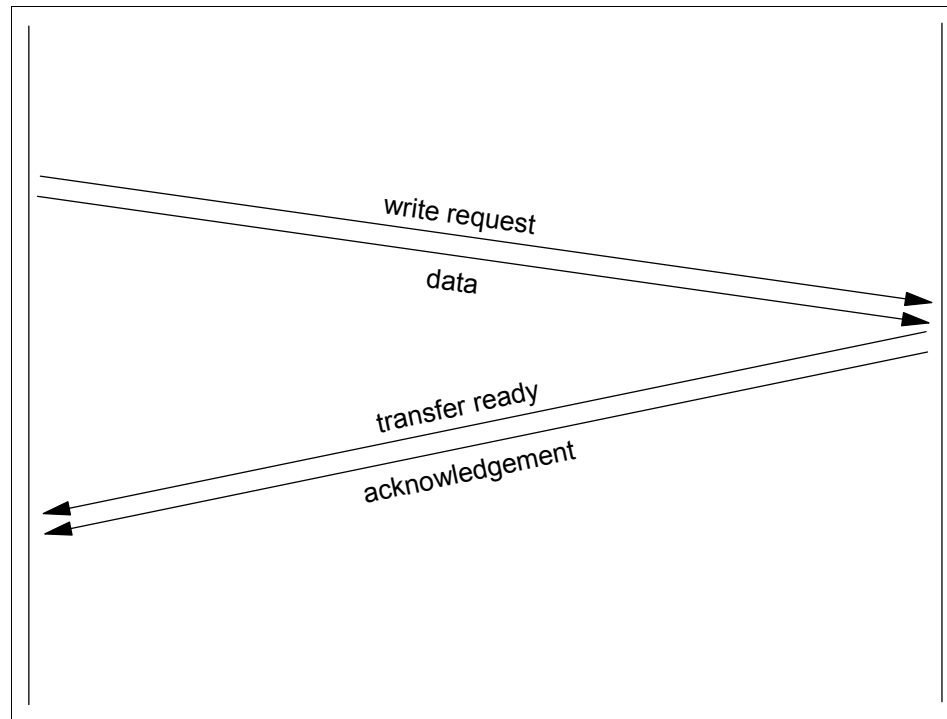 write request
data
transfer ready
acknowledgement